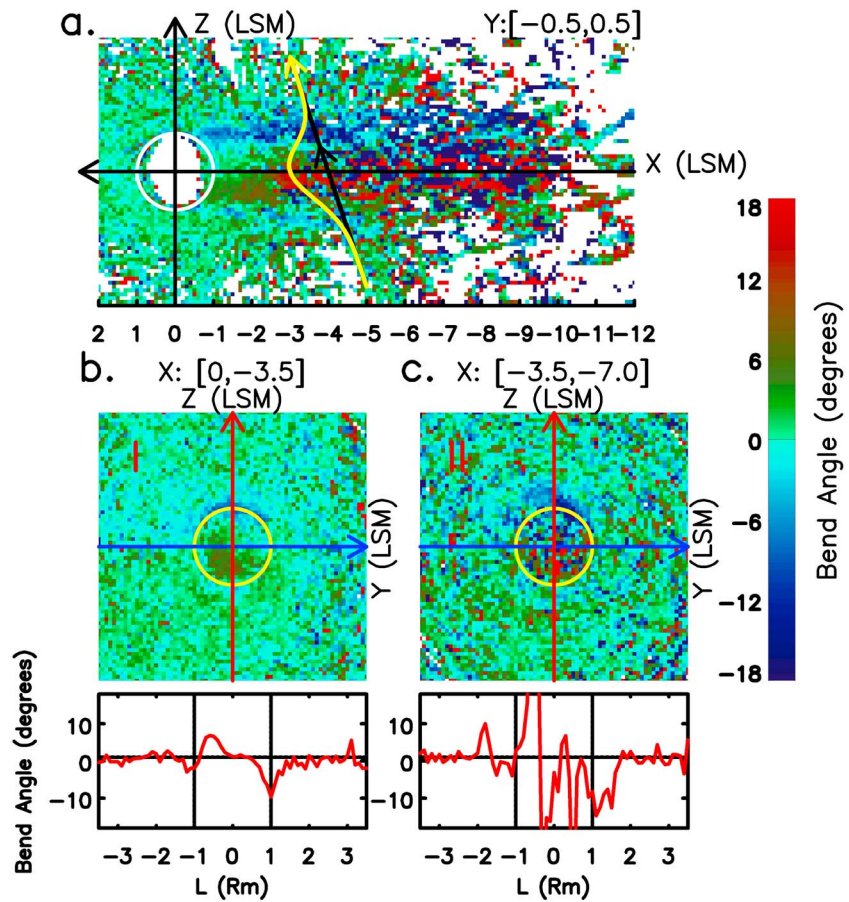 a.
Z (LSM)
Y:[−0.5,0.5]
X (LSM)
2 1 0 −1 −2 −3 −4 −5 −6 −7 −8 −9 −10 −11 −12
18
12
6
0
−6
−12
−18
Bend Angle (degrees)
b.
X: [0,−3.5]
Z (LSM)
I
Y (LSM)
c.
X: [−3.5,−7.0]
Z (LSM)
II
Y (LSM)
Bend Angle (degrees)
10
0
−10
−3 −2 −1 0 1 2 3
L (Rm)
10
0
−10
−3 −2 −1 0 1 2 3
L (Rm)